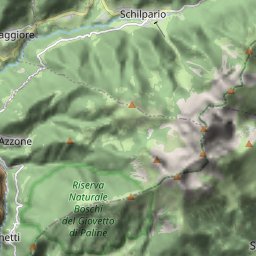 Schilpario
aggiore
Azzone
Riserva
Naturale
Boschi
del Giovetto
di Paline
netti
S